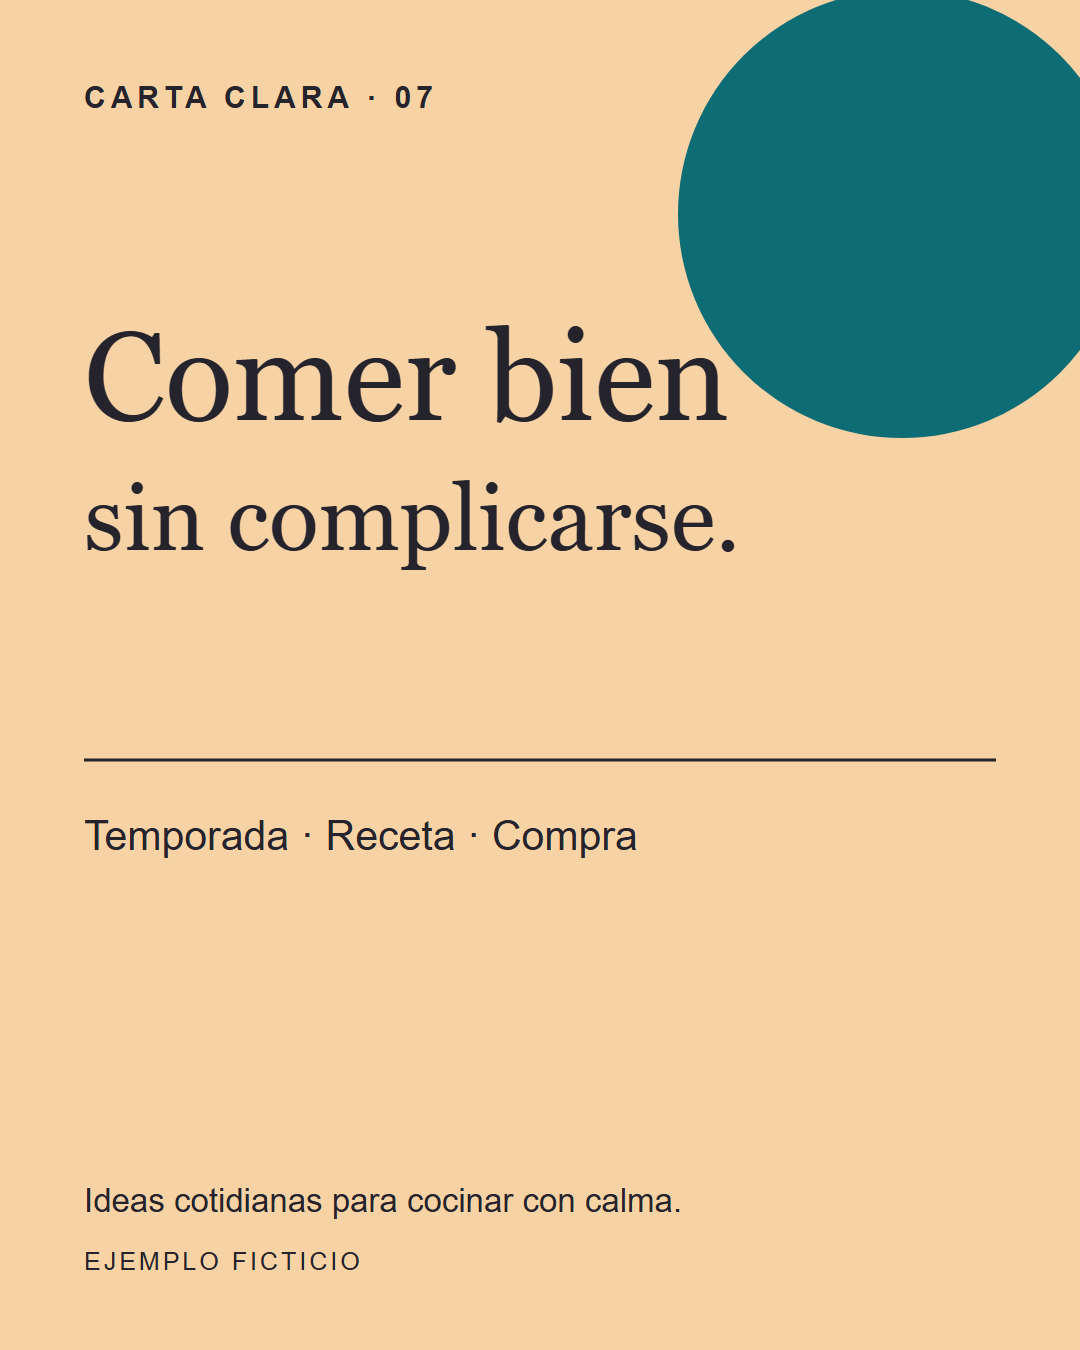 CARTA CLARA · 07
Comer bien
sin complicarse.
Temporada · Receta · Compra
Ideas cotidianas para cocinar con calma.
EJEMPLO FICTICIO